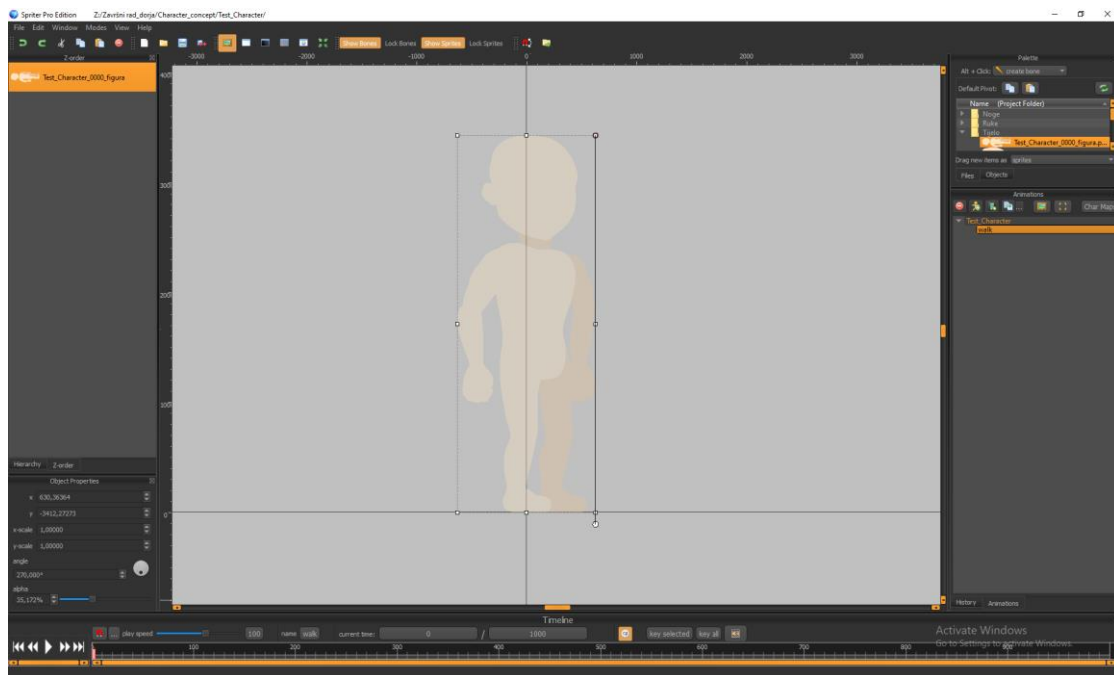 Spriter Pro Edition Z:/Završni rad_dorja/Character_concept/Test_Character/
File Edit Window Modes View Help
Show Bones Lock Bones Show Sprites Lock Sprites
Z-order
Test_Character_0000_figura
-3000 -2000 -1000 0 1000 2000 3000
400
300
200
100
0
Palette
Alt + Click: create bone
Default Pivot:
Name (Project Folder)
Noge
Ruke
Tijelo
Test_Character_0000_figura.p...
Drag new items as sprites
Files Objects
Animations
Char Maps
Test_Character
walk
Hierarchy Z-order
Object Properties
x 630,36364
y -3412,27273
x-scale 1,00000
y-scale 1,00000
angle
270,000°
alpha
35,172%
History Animations
Timeline
... play speed 100 name walk current time: 0 / 1000 key selected key all
100 200 300 400 500 600 700 800 900
Activate Windows
Go to Settings to activate Windows.